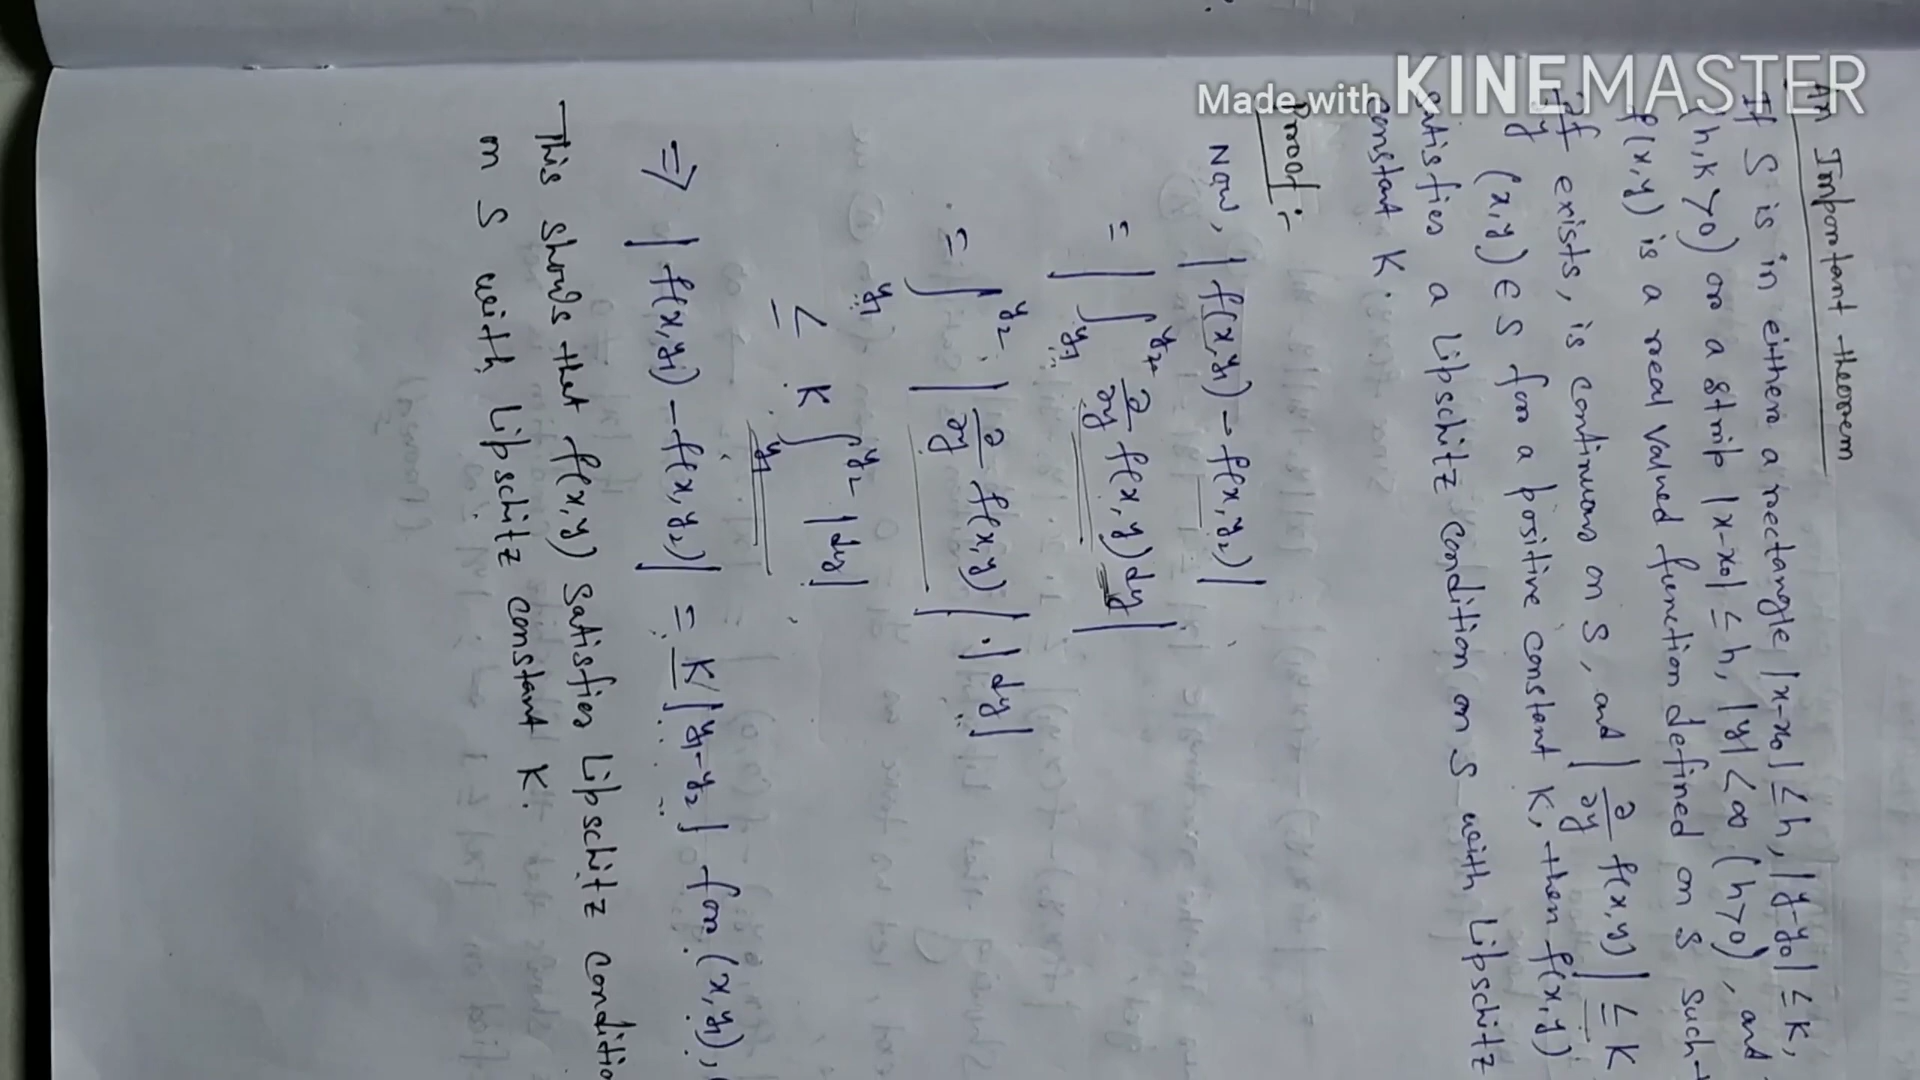 Made with KINEMASTER
An Important theorem
If S is in either a rectangle |x-x₀| ≤ h, |y-y₀| ≤ k,
(h,k>0) or a strip |x-x₀| ≤ h, |y| < ∞ (h>0), and
f(x,y) is a real valued function defined on S such
∂f/∂y exists, is continuous on S, and |∂/∂y f(x,y)| ≤ K
(x,y) ∈ S for a positive constant K, then f(x,y)
satisfies a Lipschitz condition on S with Lipschitz
constant K.
Proof :-
Now, |f(x,y₁) - f(x,y₂)|
= |∫_{y₁}^{y₂} ∂/∂y f(x,y) dy|
= ∫_{y₁}^{y₂} |∂/∂y f(x,y)| · |dy|
≤ K ∫_{y₁}^{y₂} |dy|
⇒ |f(x,y₁) - f(x,y₂)| = K |y₁-y₂| for (x,y₁),
This shows that f(x,y) satisfies Lipschitz conditio
on S with Lipschitz constant K.